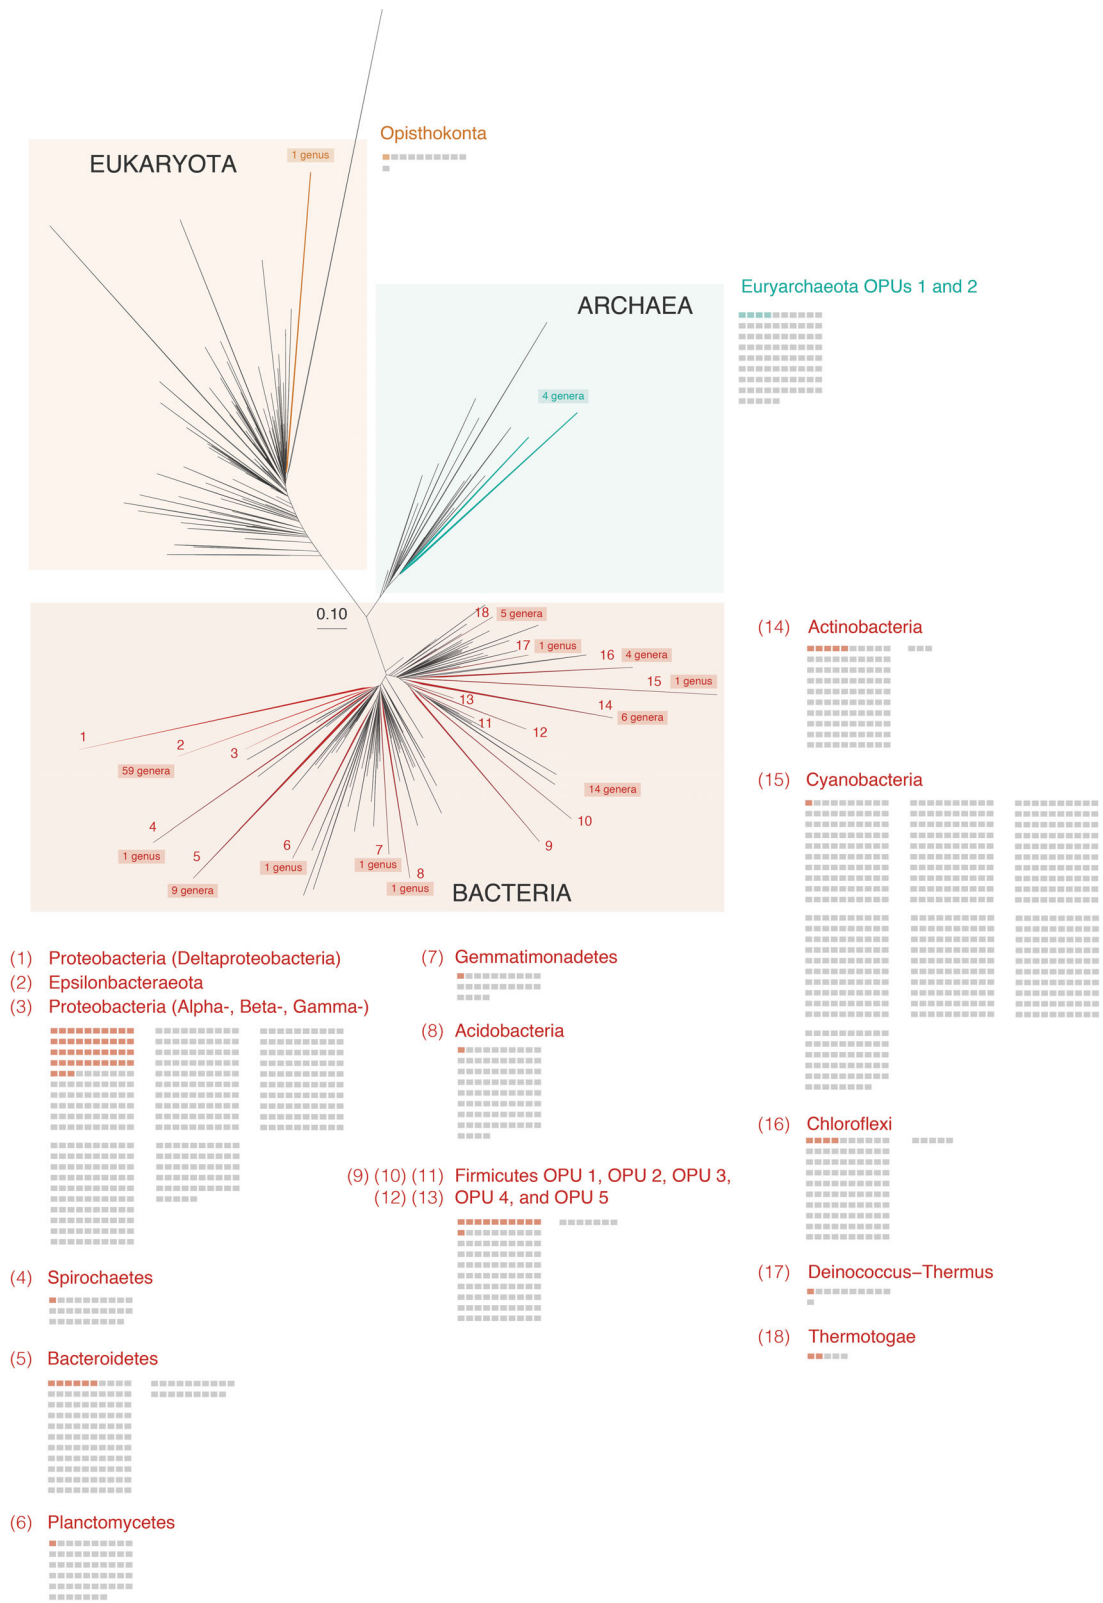 Opisthokonta
EUKARYOTA
1 genus
Euryarchaeota OPUs 1 and 2
ARCHAEA
4 genera
0.10
18
5 genera
17
1 genus
16
4 genera
15
1 genus
14
6 genera
13
11
12
1
2
3
59 genera
14 genera
10
9
4
1 genus
5
9 genera
6
1 genus
7
1 genus
8
1 genus
BACTERIA
(1) Proteobacteria (Deltaproteobacteria)
(2) Epsilonbacteraeota
(3) Proteobacteria (Alpha-, Beta-, Gamma-)
(4) Spirochaetes
(5) Bacteroidetes
(6) Planctomycetes
(7) Gemmatimonadetes
(8) Acidobacteria
(9) (10) (11) Firmicutes OPU 1, OPU 2, OPU 3,
(12) (13) OPU 4, and OPU 5
(14) Actinobacteria
(15) Cyanobacteria
(16) Chloroflexi
(17) Deinococcus–Thermus
(18) Thermotogae